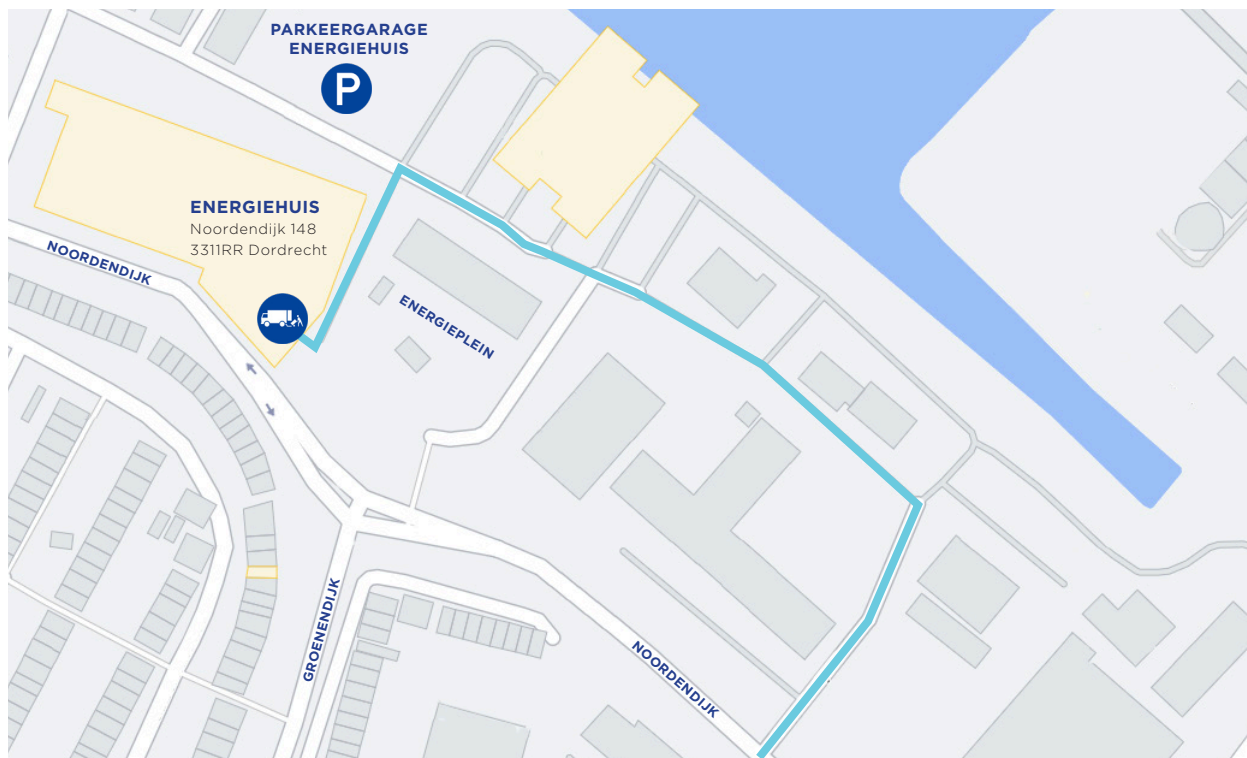 PARKEERGARAGE
ENERGIEHUIS
P
ENERGIEHUIS
Noordendijk 148
3311RR Dordrecht
NOORDENDIJK
ENERGIEPLEIN
GROENENDIJK
NOORDENDIJK